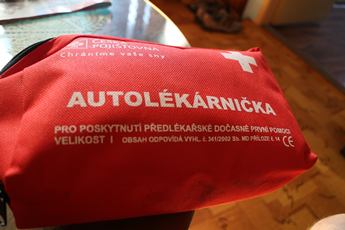 ČESKÁ
POJIŠŤOVNA
Chráníme vaše sny
AUTOLÉKÁRNIČKA
PRO POSKYTNUTÍ PŘEDLÉKAŘSKÉ DOČASNÉ PRVNÍ POMOCI
VELIKOST I OBSAH ODPOVÍDÁ VYHL. č. 341/2002 Sb. MD PŘÍLOZE č. 14 CE